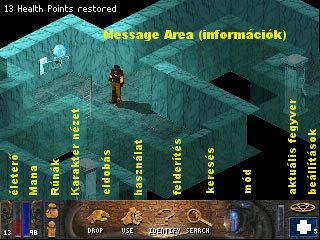 13 Health Points restored
Message Area (információk)
életerő
Mana
Rúnák
Karakter nézet
eldobás
használat
felderítés
keresés
mód
aktuális fegyver
beállítások
13
98
DROP
USE
IDENTIFY
SEARCH